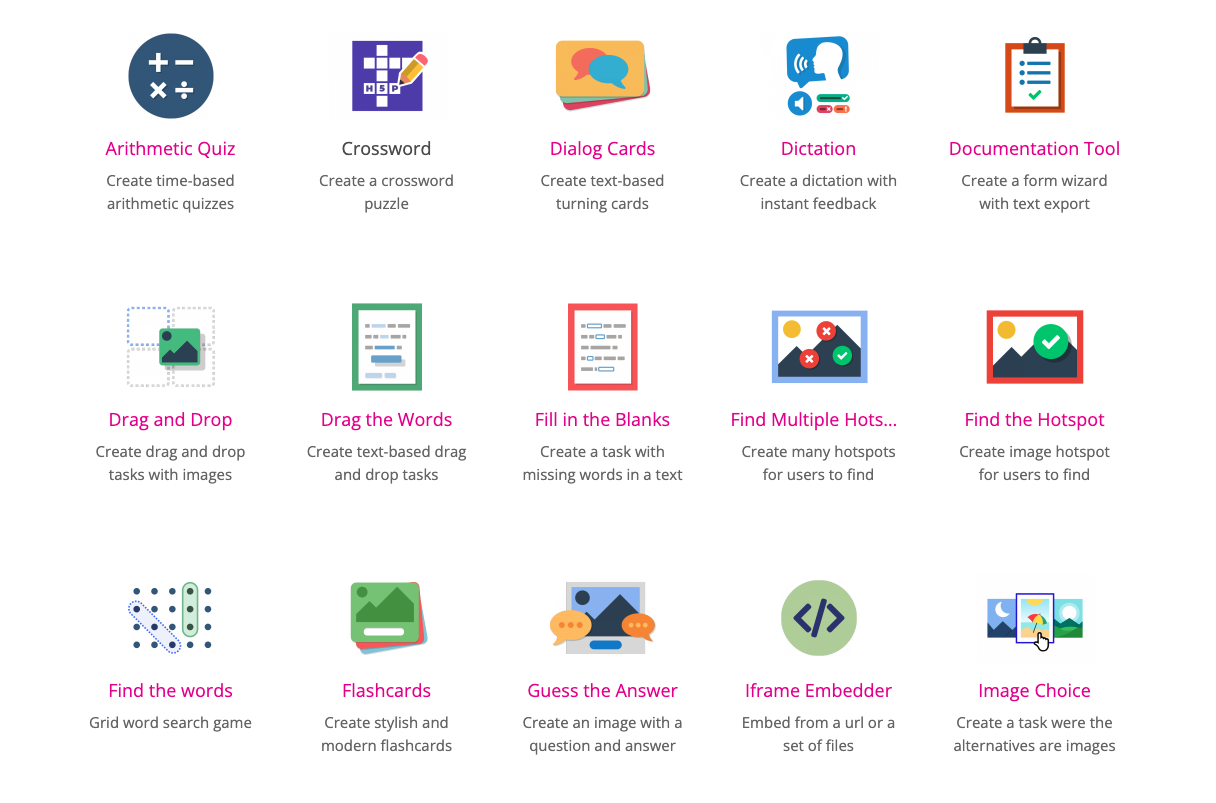 H5P
Arithmetic Quiz
Create time-based
arithmetic quizzes
Crossword
Create a crossword
puzzle
Dialog Cards
Create text-based
turning cards
Dictation
Create a dictation with
instant feedback
Documentation Tool
Create a form wizard
with text export
Drag and Drop
Create drag and drop
tasks with images
Drag the Words
Create text-based drag
and drop tasks
Fill in the Blanks
Create a task with
missing words in a text
Find Multiple Hots...
Create many hotspots
for users to find
Find the Hotspot
Create image hotspot
for users to find
Find the words
Grid word search game
Flashcards
Create stylish and
modern flashcards
Guess the Answer
Create an image with a
question and answer
Iframe Embedder
Embed from a url or a
set of files
Image Choice
Create a task were the
alternatives are images